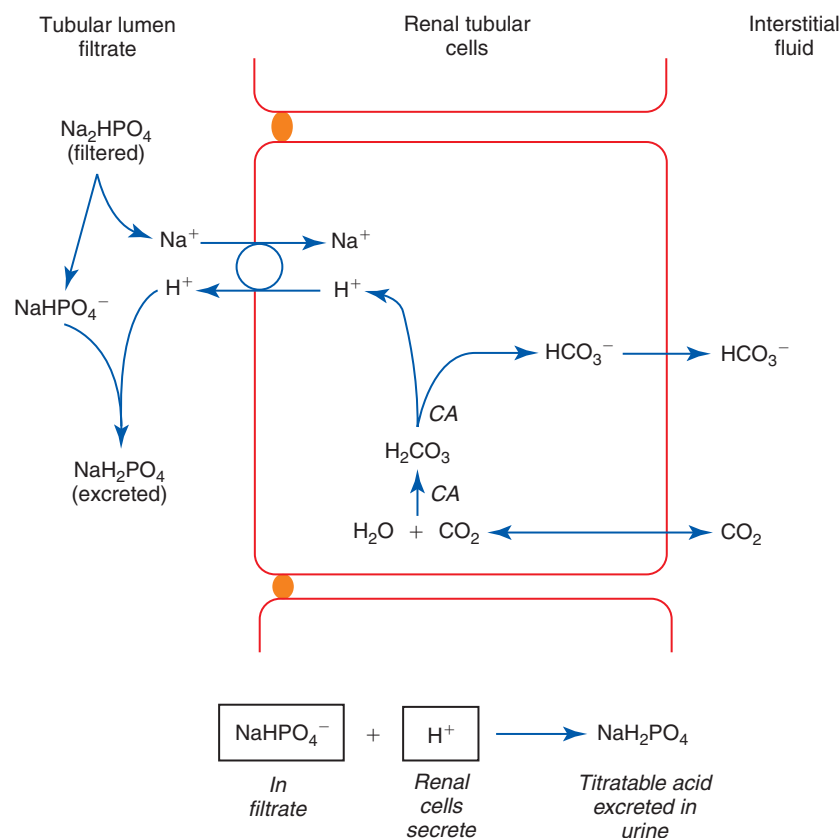 Tubular lumen
filtrate
Renal tubular
cells
Interstitial
fluid
Na₂HPO₄
(filtered)
Na⁺
Na⁺
H⁺
H⁺
NaHPO₄⁻
HCO₃⁻
HCO₃⁻
CA
H₂CO₃
NaH₂PO₄
(excreted)
CA
H₂O + CO₂
CO₂
NaHPO₄⁻ + H⁺ NaH₂PO₄
In
filtrate
Renal
cells
secrete
Titratable acid
excreted in
urine